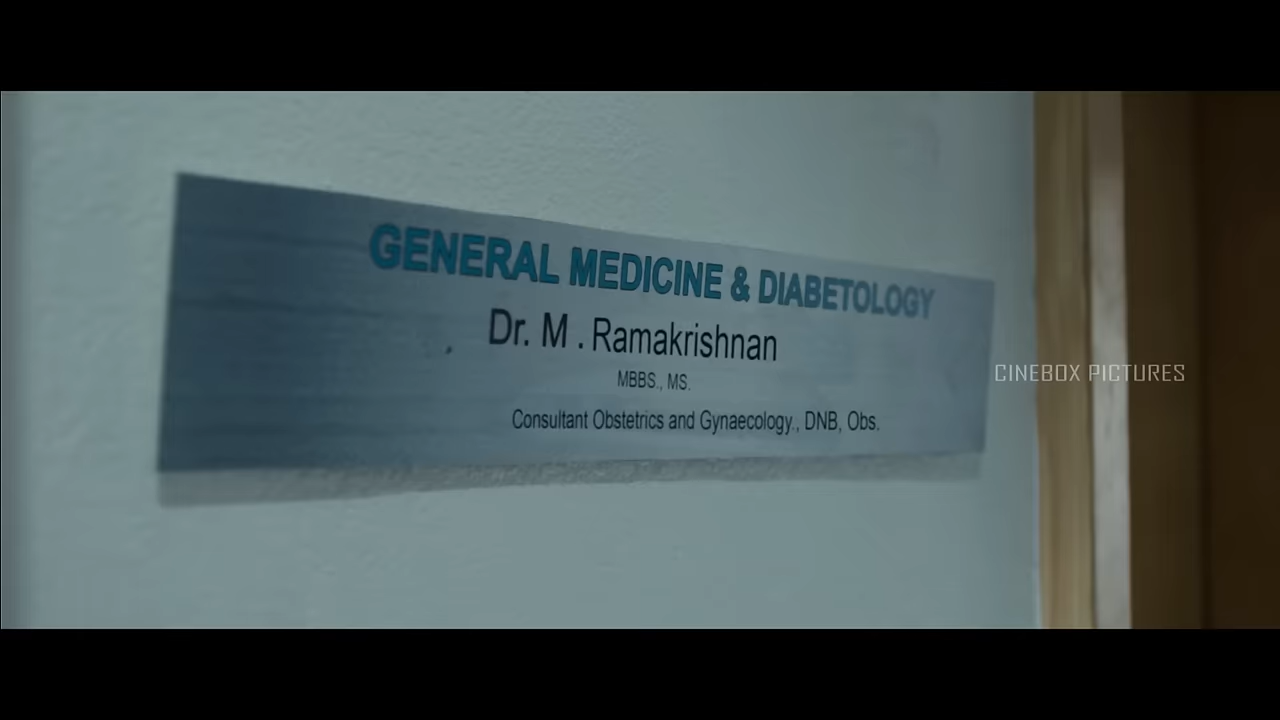 GENERAL MEDICINE & DIABETOLOGY
Dr. M . Ramakrishnan
MBBS., MS.
Consultant Obstetrics and Gynaecology., DNB, Obs.
CINEBOX PICTURES